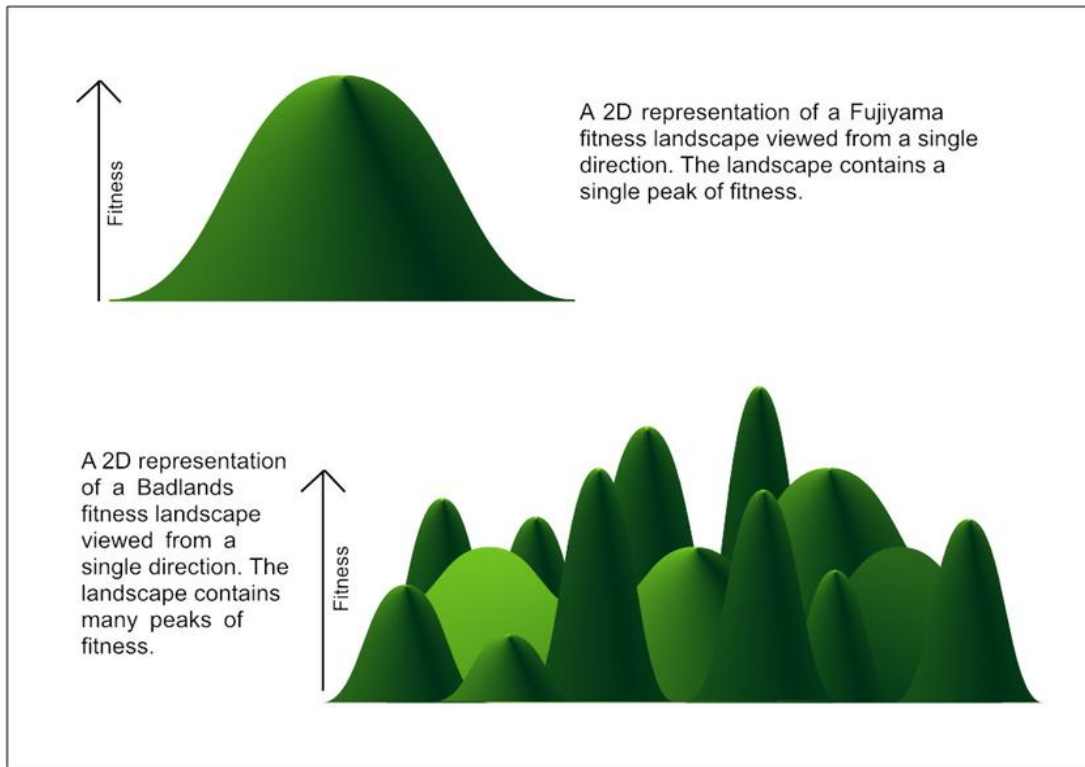 Fitness
A 2D representation of a Fujiyama
fitness landscape viewed from a single
direction. The landscape contains a
single peak of fitness.
A 2D representation
of a Badlands
fitness landscape
viewed from a
single direction. The
landscape contains
many peaks of
fitness.
Fitness